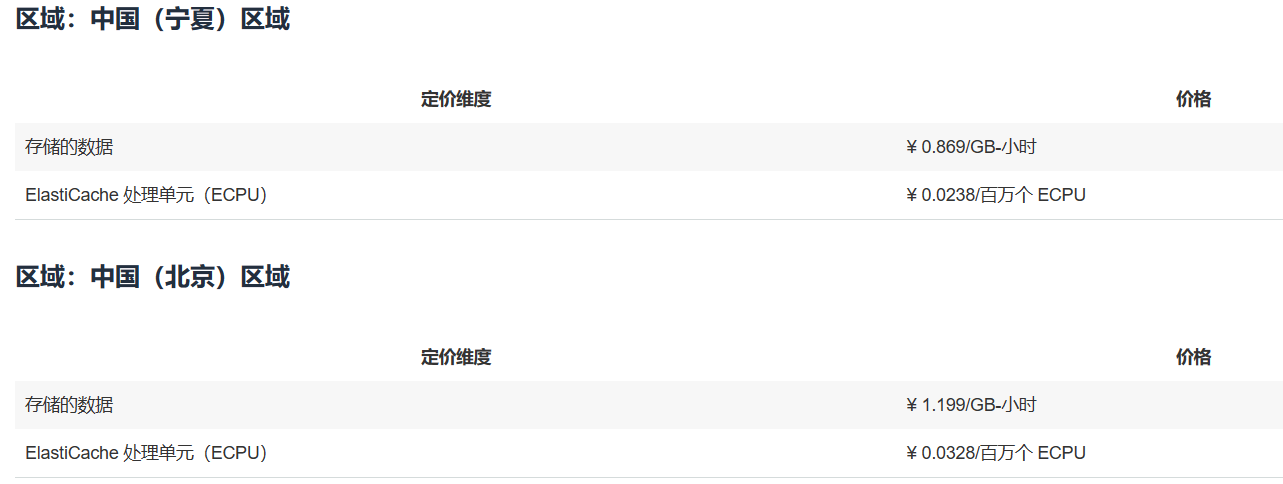 区域：中国（宁夏）区域
定价维度 价格
存储的数据 ¥ 0.869/GB-小时
ElastiCache 处理单元（ECPU） ¥ 0.0238/百万个 ECPU
区域：中国（北京）区域
定价维度 价格
存储的数据 ¥ 1.199/GB-小时
ElastiCache 处理单元（ECPU） ¥ 0.0328/百万个 ECPU